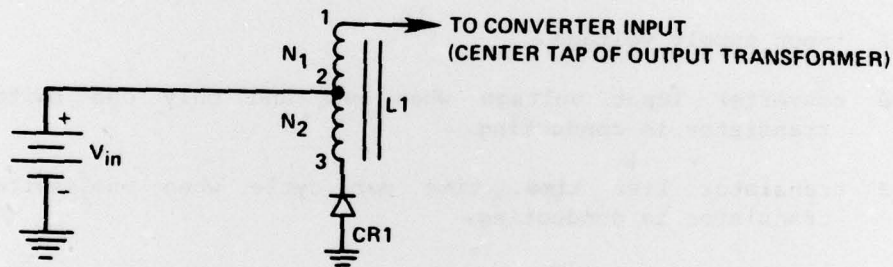 1
TO CONVERTER INPUT
(CENTER TAP OF OUTPUT TRANSFORMER)
N1
2
L1
N2
+
Vin
-
3
CR1